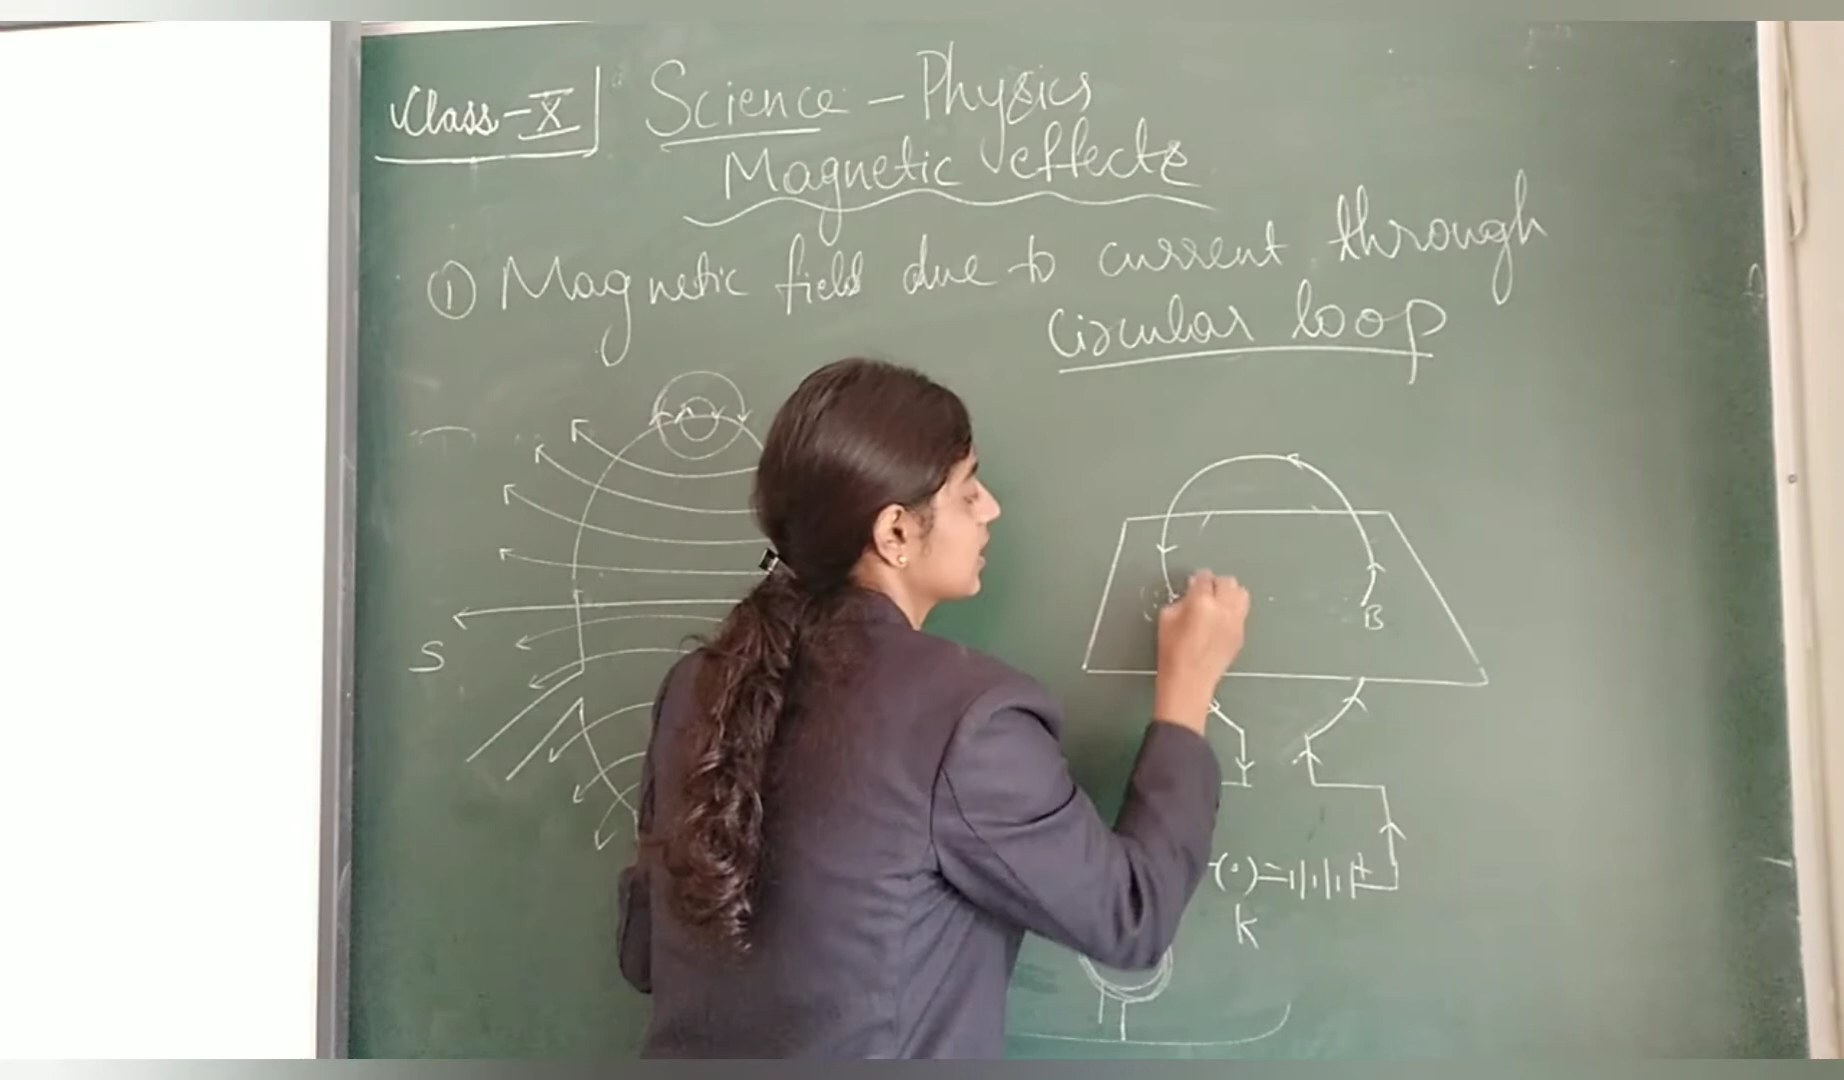 Class-X Science - Physics
Magnetic effects
① Magnetic field due to current through
circular loop
S
B
K